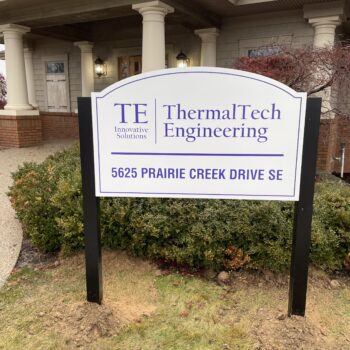 TE
Innovative
Solutions
ThermalTech
Engineering
5625 PRAIRIE CREEK DRIVE SE